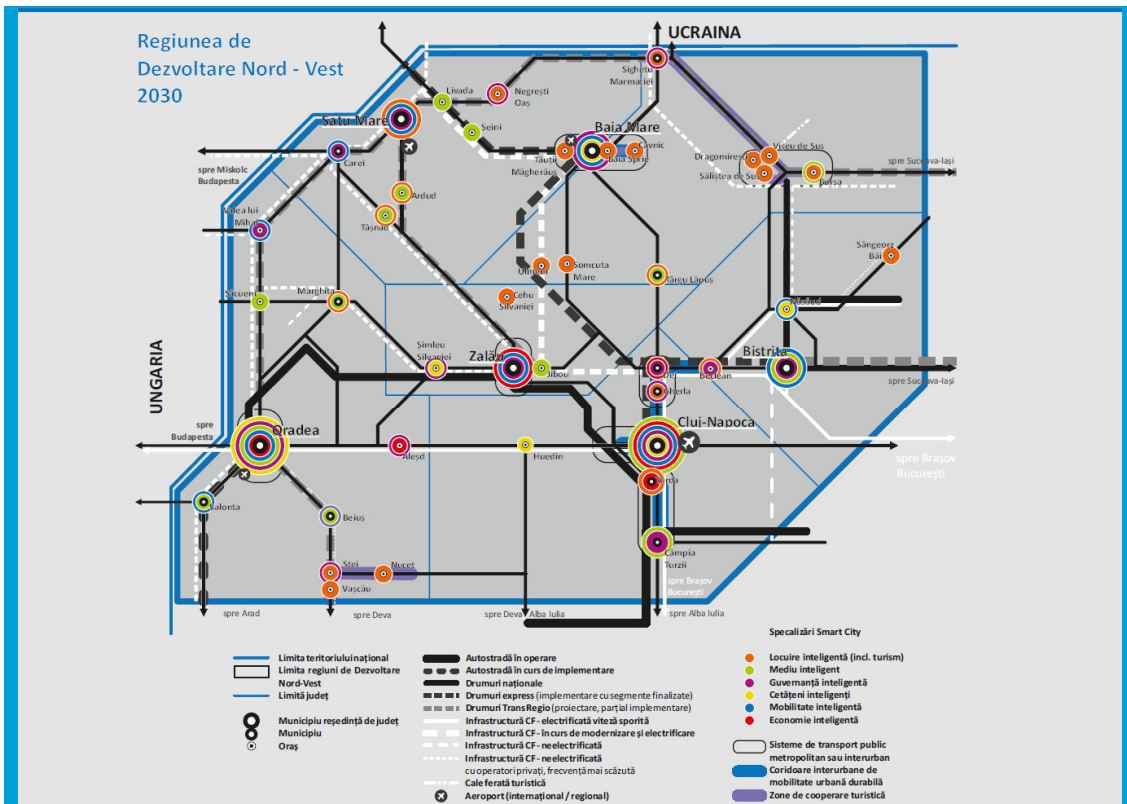 Regiunea de
Dezvoltare Nord - Vest
2030
UCRAINA
Sighetu
Marmației
Livada
Negrești
Oaș
Satu Mare
Seini
Baia Mare
Cavnic
Baia Sprie
Tăuții
Măgherăuș
Vișeu de Sus
Dragomirești
Săliștea de Sus
Borșa
spre Suceava-Iași
spre Miskolc
Budapesta
Carei
Ardud
Valea lui
Mihai
Tășnad
Sângeorz
Băi
Ulmeni
Somcuta
Mare
Târgu Lăpuș
Săcueni
Marghita
Cehu
Silvaniei
Năsăud
Șimleu
Silvaniei
Zalău
Jibou
Dej
Beclean
Bistrița
spre Suceava-Iași
Gherla
UNGARIA
spre
Budapesta
Oradea
Aleșd
Huedin
Cluj-Napoca
spre Brașov
București
Turda
Salonta
Beiuș
Câmpia
Turzii
Ștei
Nucet
Vașcău
spre Brașov
București
spre Arad
spre Deva
spre Deva
Alba Iulia
spre Alba Iulia
Limita teritoriului național
Limita regiuni de Dezvoltare
Nord-Vest
Limită județ
Municipiu reședință de județ
Municipiu
Oraș
Autostradă în operare
Autostradă în curs de implementare
Drumuri naționale
Drumuri expres (implementare cu segmente finalizate)
Drumuri TransRegio (proiectare, parțial implementare)
Infrastructură CF - electrificată viteză sporită
Infrastructură CF - în curs de modernizare și electrificare
Infrastructură CF - neelectrificată
Infrastructură CF - neelectrificată
cu operatori privați, frecvență mai scăzută
Cale ferată turistică
Aeroport (internațional / regional)
Specalizări Smart City
Locuire inteligentă (incl. turism)
Mediu inteligent
Guvernanță inteligentă
Cetățeni inteligenți
Mobilitate inteligentă
Economie inteligentă
Sisteme de transport public
metropolitan sau interurban
Coridoare interurbane de
mobilitate urbană durabilă
Zone de cooperare turistică